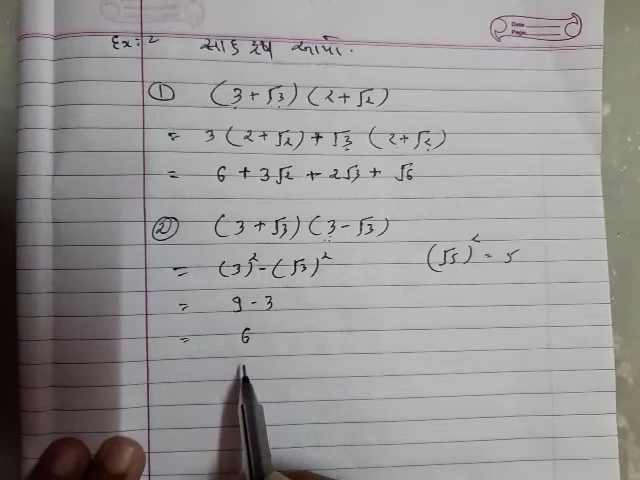 Date
Page
Ex:2 સાદુ રૂપ આપો.
① (3+√3)(2+√2)
= 3(2+√2)+√3 (2+√2)
= 6+3√2+2√3+√6
② (3+√3)(3-√3)
= (3)²-(√3)² (√5)² = 5
= 9-3
= 6